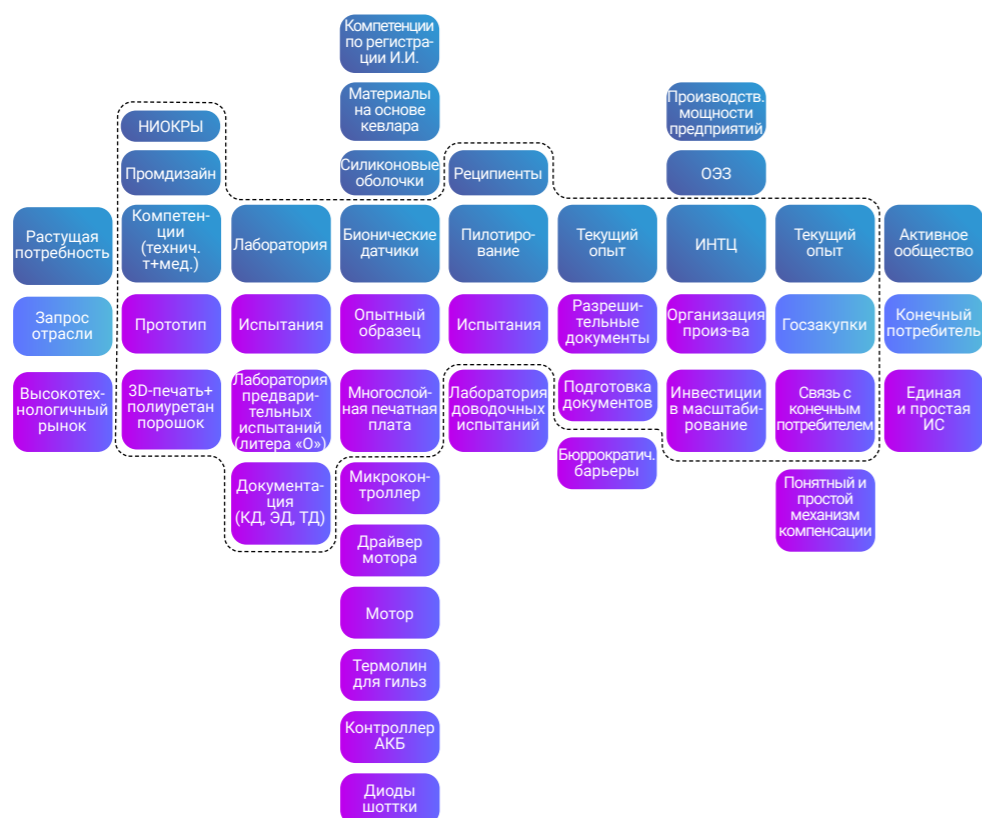 Компетенции
по регистра-
ции И.И.
Материалы
на основе
кевлара
Производств.
мощности
предприятий
НИОКРЫ
Промдизайн
Силиконовые
оболочки
Реципиенты
ОЭЗ
Растущая
потребность
Компетен-
ции
(технич.
т+мед.)
Лаборатория
Бионические
датчики
Пилотиро-
вание
Текущий
опыт
ИНТЦ
Текущий
опыт
Активное
ообщество
Запрос
отрасли
Прототип
Испытания
Опытный
образец
Испытания
Разреши-
тельные
документы
Организация
произ-ва
Госзакупки
Конечный
потребитель
Высокотех-
нологичный
рынок
3D-печать+
полиуретан
порошок
Лаборатория
предвари-
тельных
испытаний
(литера «О»)
Многослой-
ная печатная
плата
Лаборатория
доводочных
испытаний
Подготовка
документов
Инвестиции
в масштаби-
рование
Связь с
конечным
потребителем
Единая
и простая
ИС
Бюррократич.
барьеры
Документа-
ция
(КД, ЭД, ТД)
Микрокон-
троллер
Понятный и
простой
механизм
компенсации
Драйвер
мотора
Мотор
Термолин
для гильз
Контроллер
АКБ
Диоды
шоттки